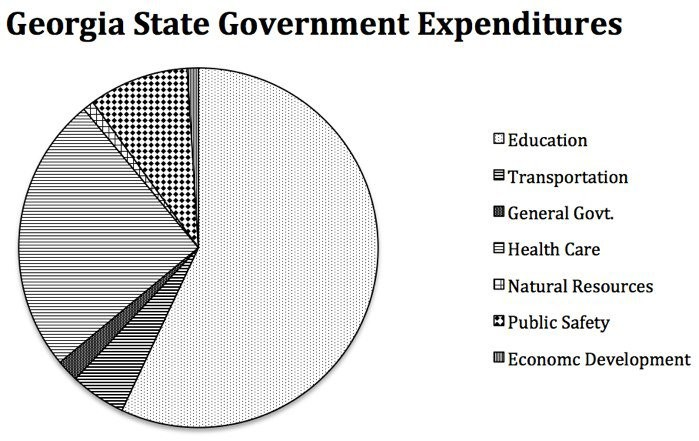 Georgia State Government Expenditures
Education
Transportation
General Govt.
Health Care
Natural Resources
Public Safety
Economc Development